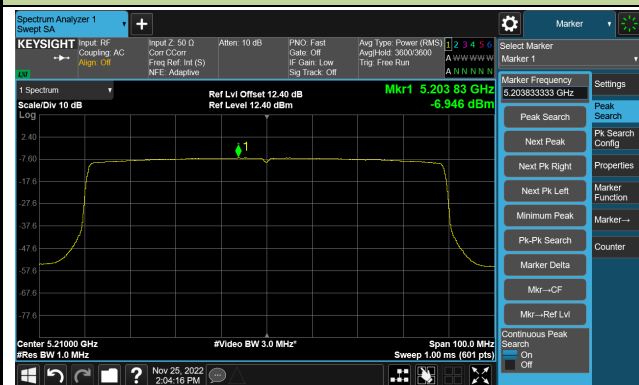 Spectrum Analyzer 1
Swept SA
Marker
KEYSIGHT Input: RF
Coupling: AC
Align: Off
Input Z: 50 Ω
Corr CCorr
Freq Ref: Int (S)
NFE: Adaptive
Atten: 10 dB
PNO: Fast
Gate: Off
IF Gain: Low
Sig Track: Off
Avg Type: Power (RMS)
Avg|Hold: 3600/3600
Trig: Free Run
1 2 3 4 5 6
A W W W W W
A N N N N N
LXI
Select Marker
Marker 1
1 Spectrum
Scale/Div 10 dB
Ref Lvl Offset 12.40 dB
Ref Level 12.40 dBm
Mkr1 5.203 83 GHz
-6.946 dBm
Log
2.40
-7.60
-17.6
-27.6
-37.6
-47.6
-57.6
-67.6
-77.6
1
Center 5.21000 GHz
#Res BW 1.0 MHz
#Video BW 3.0 MHz*
Span 100.0 MHz
Sweep 1.00 ms (601 pts)
Marker Frequency
5.203833333 GHz
Peak Search
Next Peak
Next Pk Right
Next Pk Left
Minimum Peak
Pk-Pk Search
Marker Delta
Mkr→CF
Mkr→Ref Lvl
Continuous Peak
Search
On
Off
Settings
Peak
Search
Pk Search
Config
Properties
Marker
Function
Marker→
Counter
?
Nov 25, 2022
2:04:16 PM